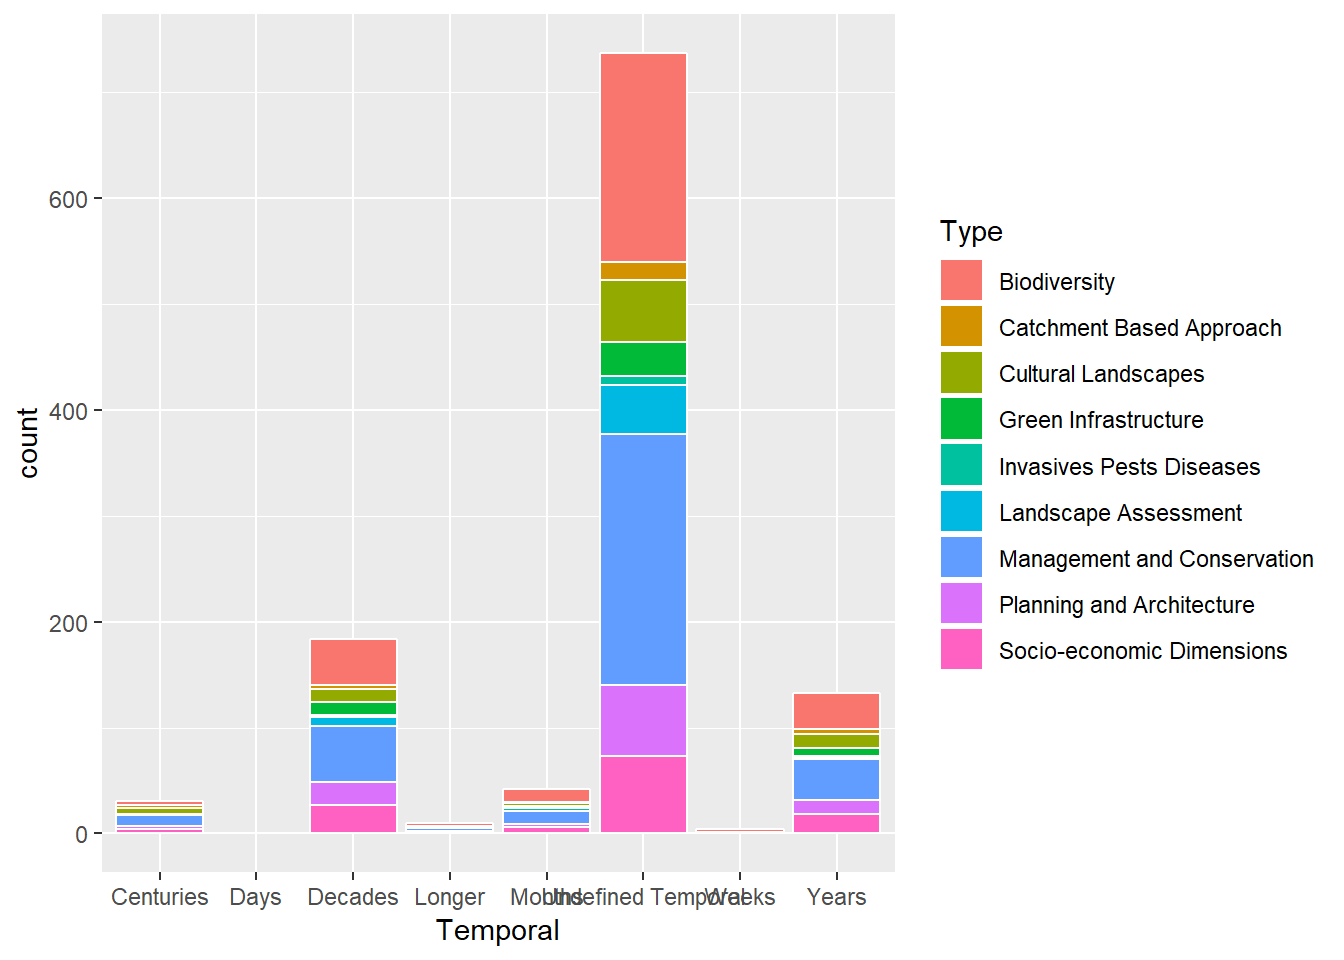 600
400
200
0
count
Centuries
Days
Decades
Longer
Months
Undefined Temporal
Weeks
Years
Temporal
Type
Biodiversity
Catchment Based Approach
Cultural Landscapes
Green Infrastructure
Invasives Pests Diseases
Landscape Assessment
Management and Conservation
Planning and Architecture
Socio-economic Dimensions